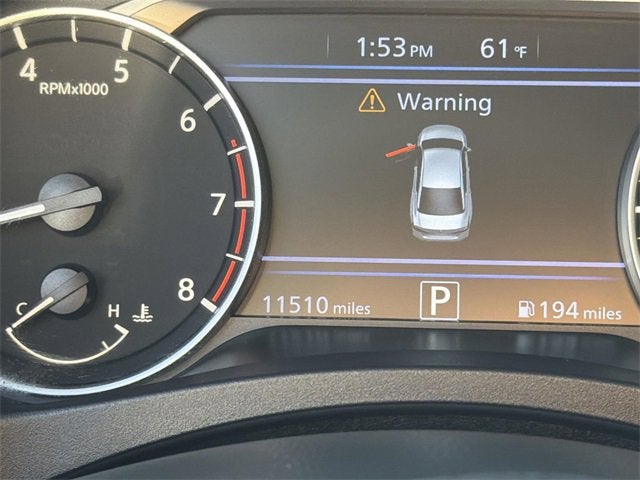 1:53 PM 61 °F
4 5 6 7 8
RPMx1000
Warning
C H
11510 miles P 194 miles